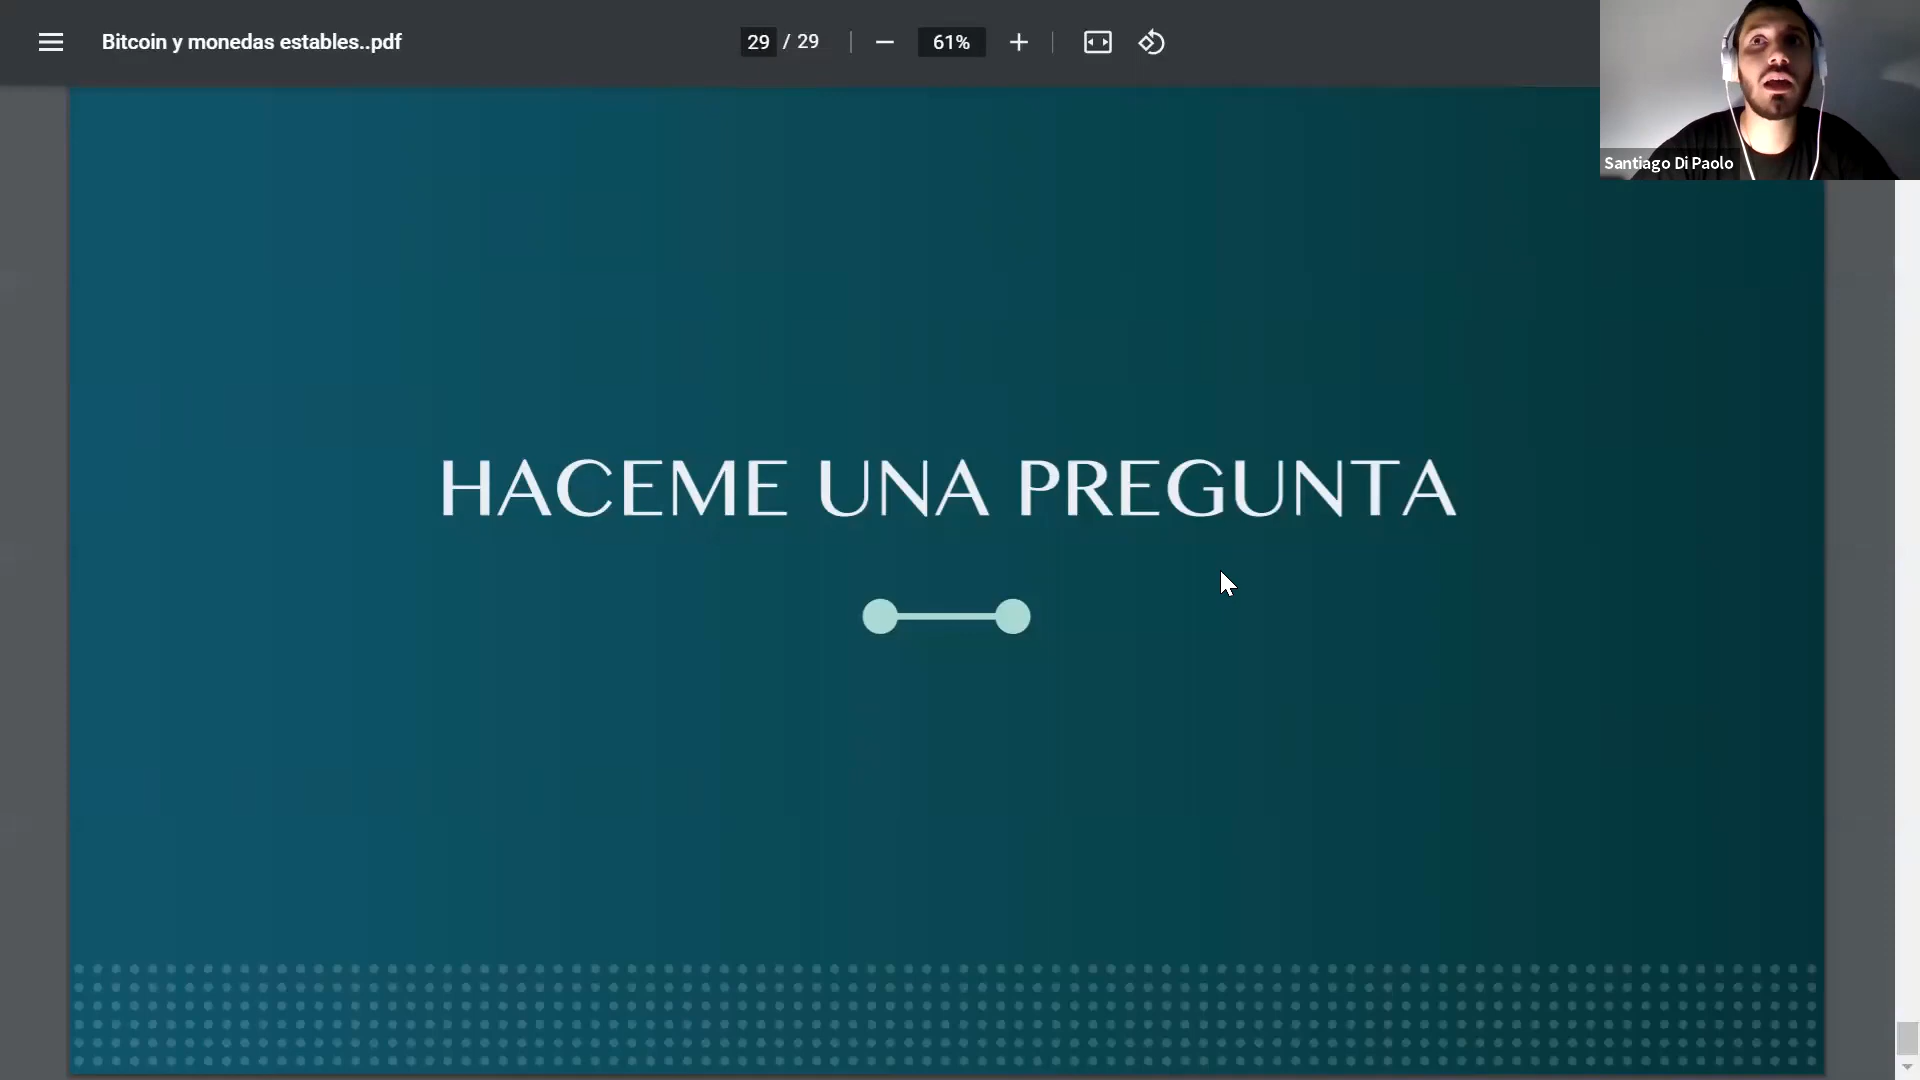 Bitcoin y monedas estables..pdf
29 / 29
61%
Santiago Di Paolo
HACEME UNA PREGUNTA